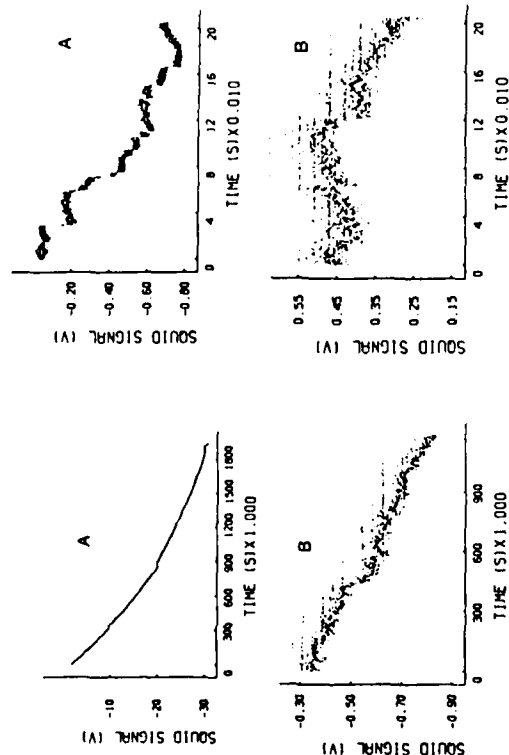 A
SQUID SIGNAL (V)
-10
-20
-30
0 300 600 900 1200 1500 1800
TIME (S)X1.000
B
SQUID SIGNAL (V)
-0.30
-0.50
-0.70
-0.90
0 300 600 900
TIME (S)X1.000
A
SQUID SIGNAL (V)
-0.20
-0.40
-0.60
-0.80
0 4 8 12 16 20
TIME (S)X0.010
B
SQUID SIGNAL (V)
0.55
0.45
0.35
0.25
0.15
0 4 8 12 16 20
TIME (S)X0.010